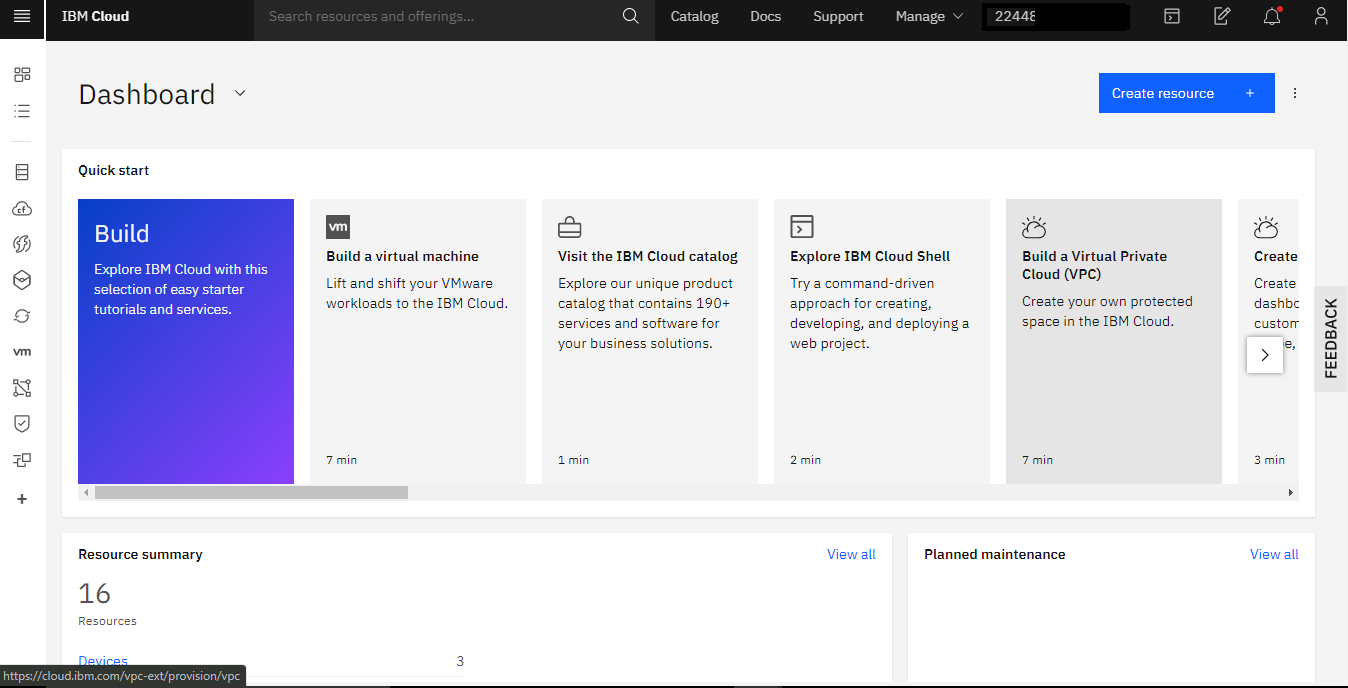 IBM Cloud
Search resources and offerings...
Catalog
Docs
Support
Manage
22448
Dashboard
Create resource +
Quick start
Build
Explore IBM Cloud with this
selection of easy starter
tutorials and services.
vm
Build a virtual machine
Lift and shift your VMware
workloads to the IBM Cloud.
7 min
Visit the IBM Cloud catalog
Explore our unique product
catalog that contains 190+
services and software for
your business solutions.
1 min
Explore IBM Cloud Shell
Try a command-driven
approach for creating,
developing, and deploying a
web project.
2 min
Build a Virtual Private
Cloud (VPC)
Create your own protected
space in the IBM Cloud.
7 min
Create
Create
dashbo
custom
e,
3 min
FEEDBACK
cf
vm
+
Resource summary
View all
16
Resources
Devices
3
Planned maintenance
View all
https://cloud.ibm.com/vpc-ext/provision/vpc